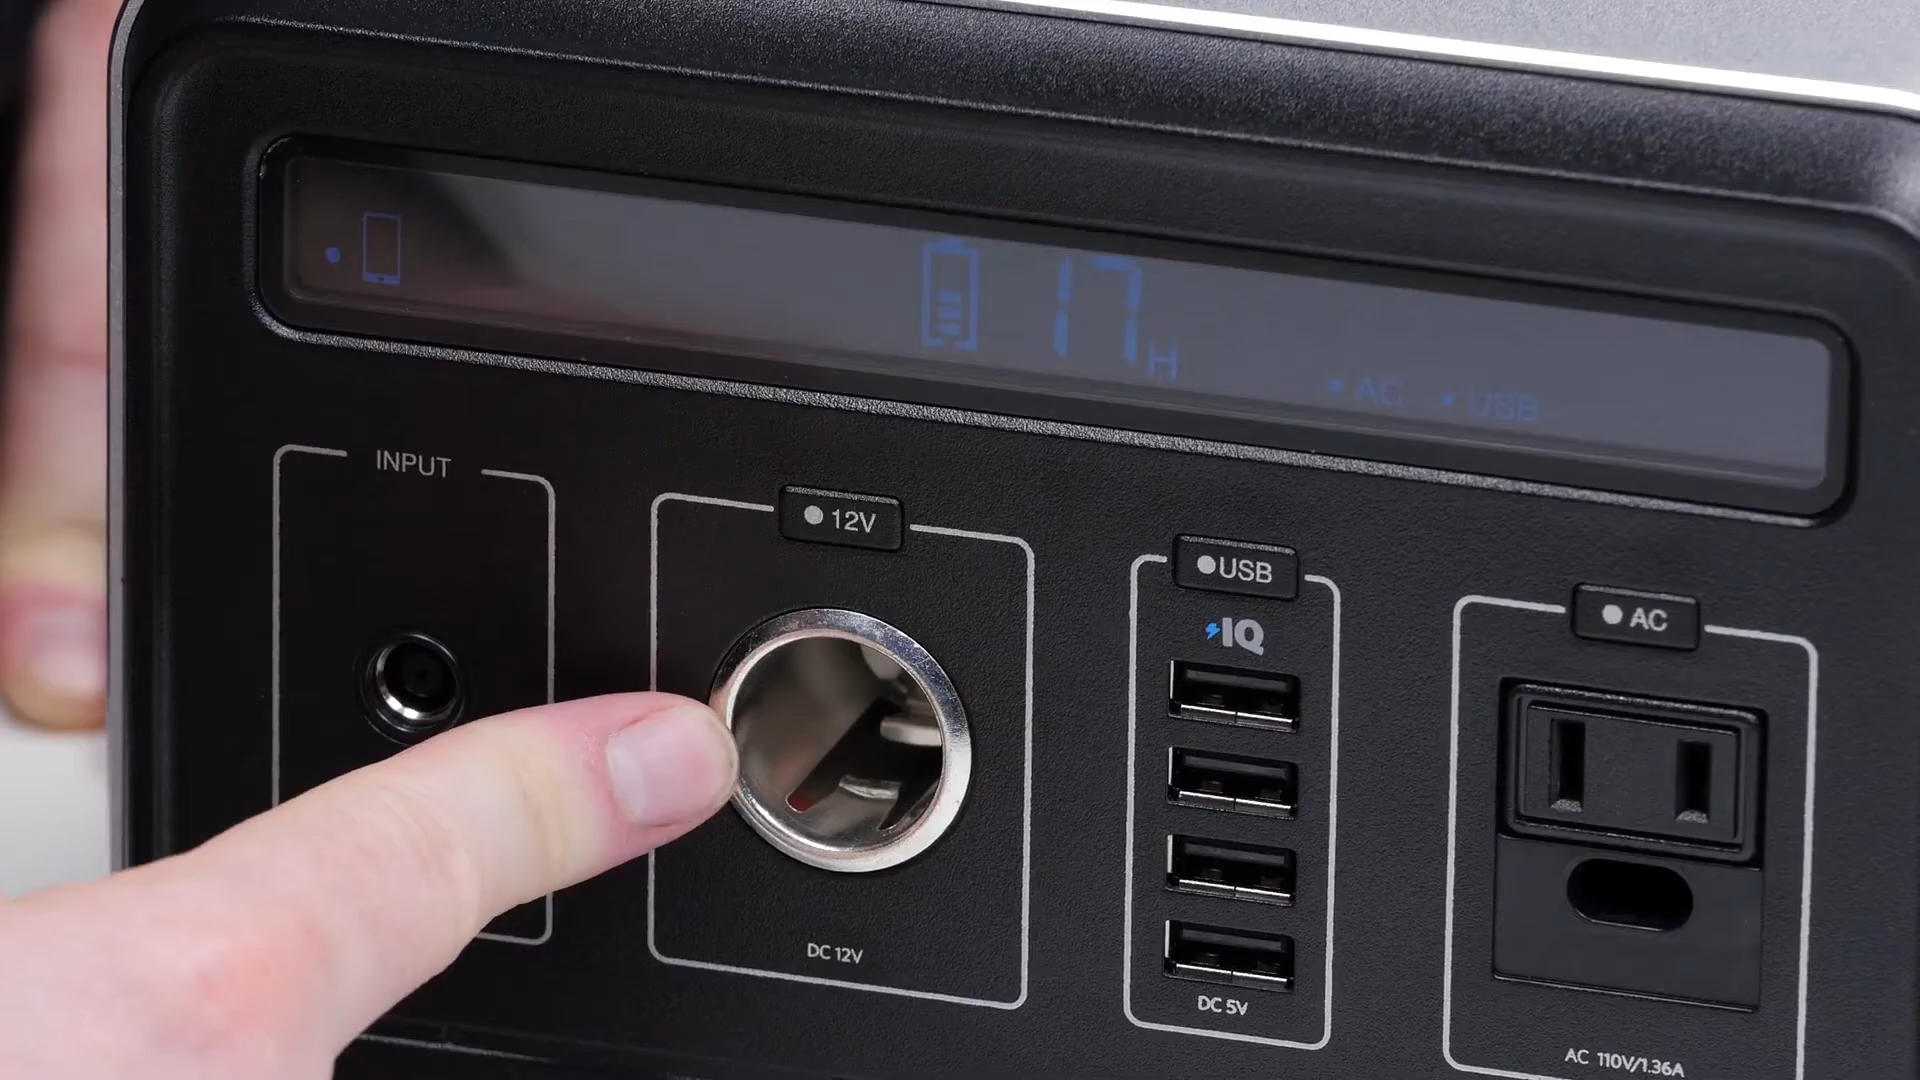 17 H
AC USB
INPUT
12V
USB
AC
IQ
DC 12V
DC 5V
AC 110V/1.36A